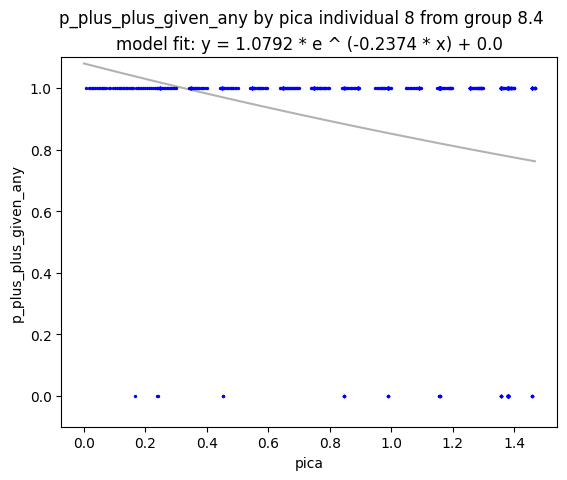 p_plus_plus_given_any by pica individual 8 from group 8.4
model fit: y = 1.0792 * e ^ (-0.2374 * x) + 0.0
1.0
0.8
0.6
0.4
0.2
0.0
p_plus_plus_given_any
0.0 0.2 0.4 0.6 0.8 1.0 1.2 1.4
pica